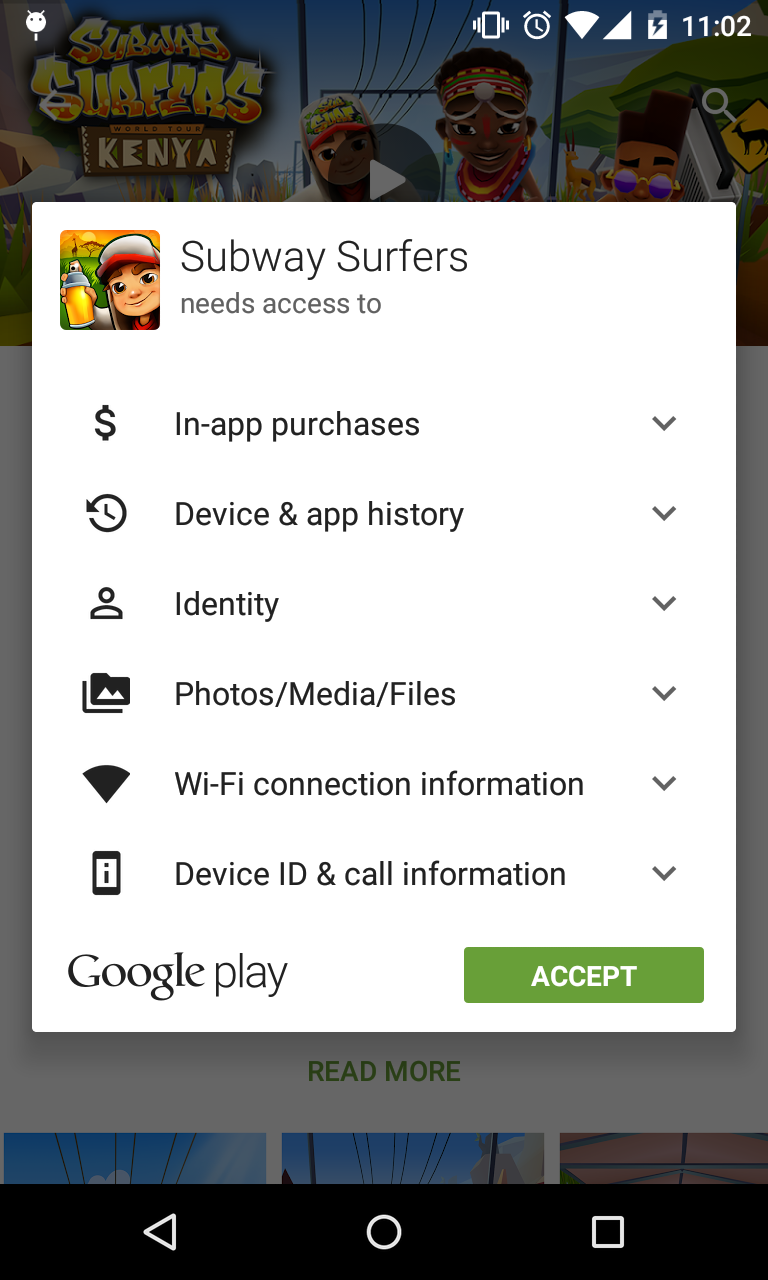 11:02
SUBWAY
SURFERS
WORLD TOUR
KENYA
Subway Surfers
needs access to
$ In-app purchases
Device & app history
Identity
Photos/Media/Files
Wi-Fi connection information
Device ID & call information
Google play
ACCEPT
READ MORE